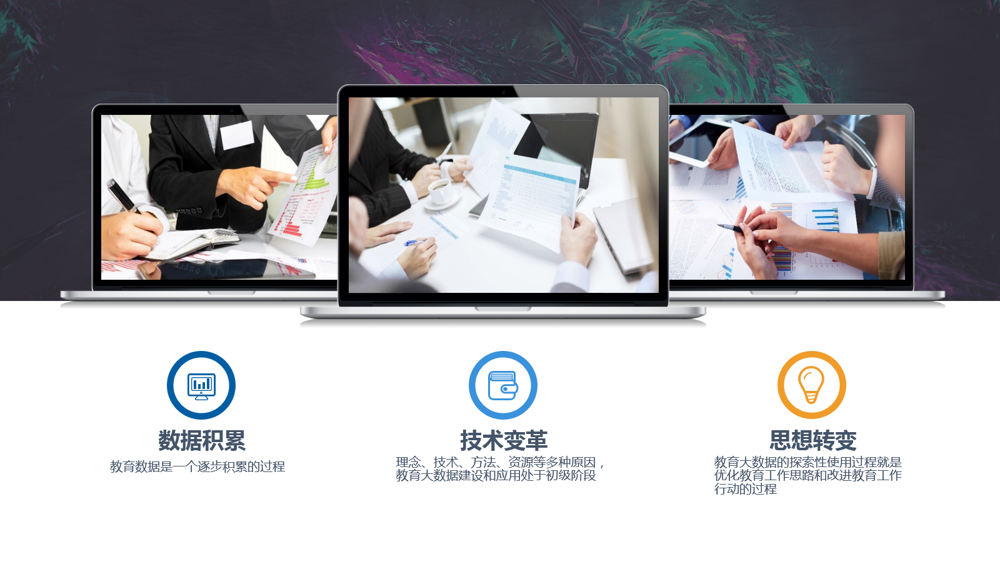 数据积累
教育数据是一个逐步积累的过程
技术变革
理念、技术、方法、资源等多种原因，
教育大数据建设和应用处于初级阶段
思想转变
教育大数据的探索性使用过程就是
优化教育工作思路和改进教育工作
行动的过程